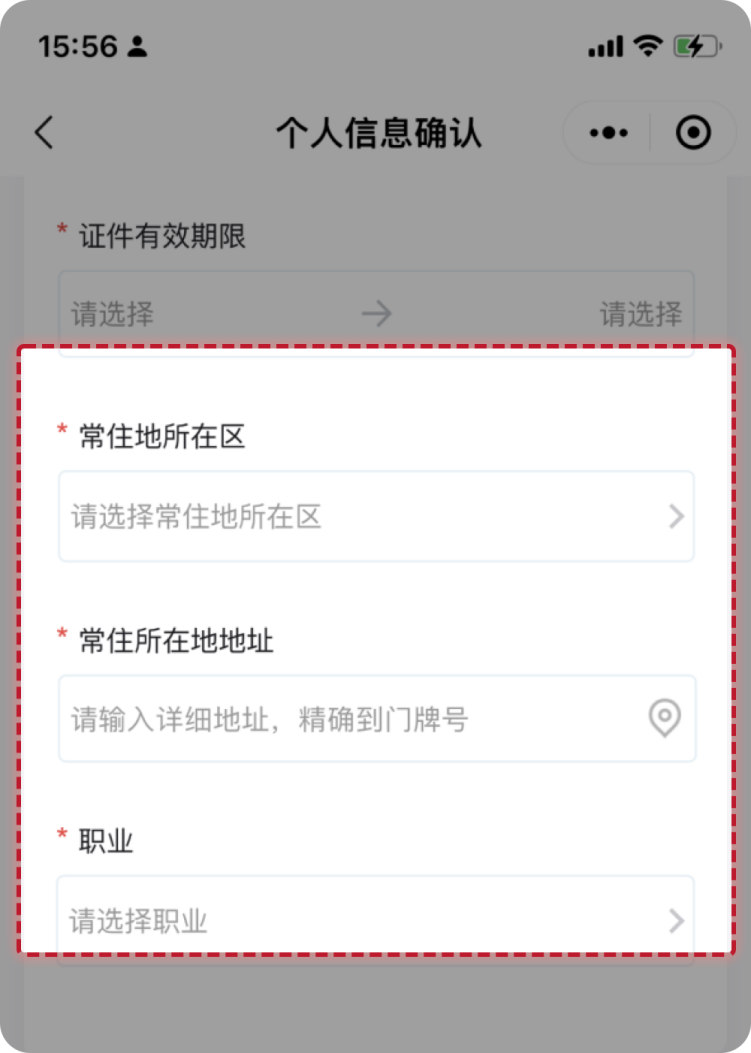 15:56
个人信息确认
* 证件有效期限
请选择 → 请选择
* 常住地所在区
请选择常住地所在区
* 常住所在地地址
请输入详细地址，精确到门牌号
* 职业
请选择职业